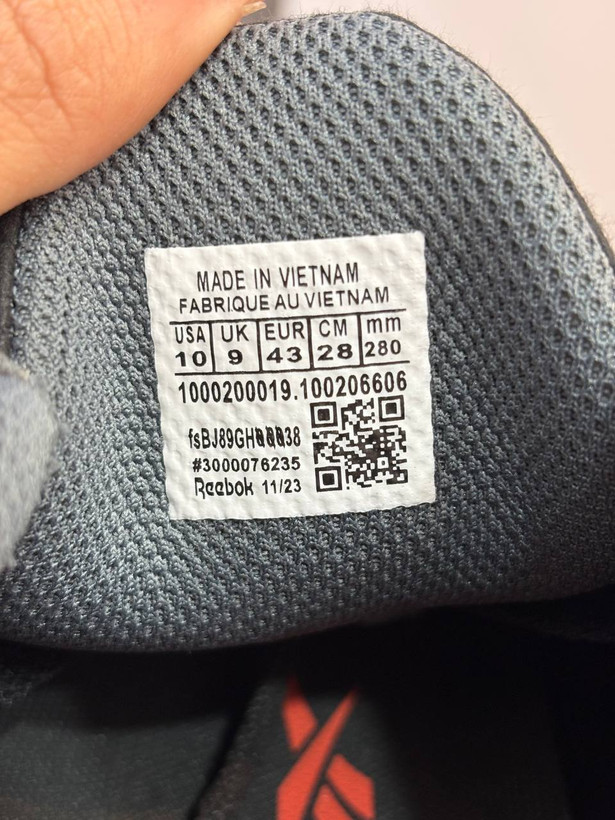 MADE IN VIETNAM
FABRIQUE AU VIETNAM
USA UK EUR CM mm
10 9 43 28 280
1000200019.100206606
#3000076235
Reebok 11/23